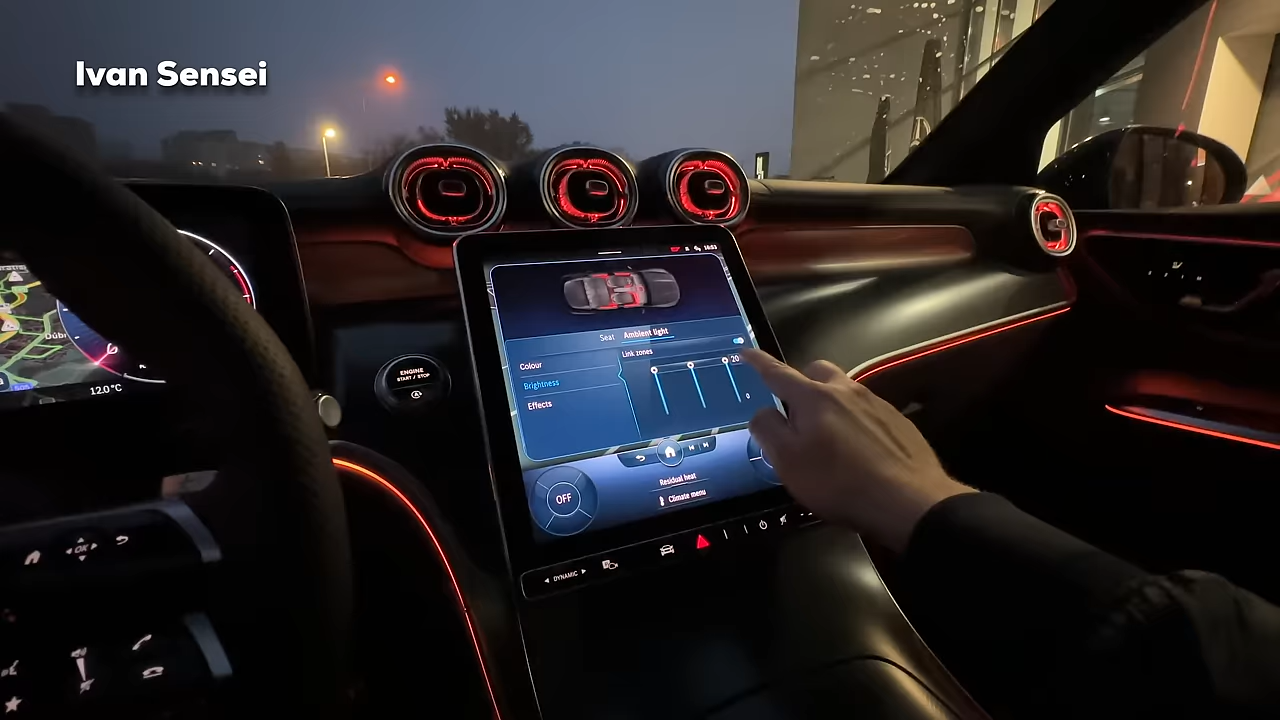 Ivan Sensei
Seat Ambient light
Link zones
Colour
Brightness
Effects
20
0
ENGINE
START / STOP
12.0 °C
OFF
Residual heat
Climate menu
DYNAMIC
OK